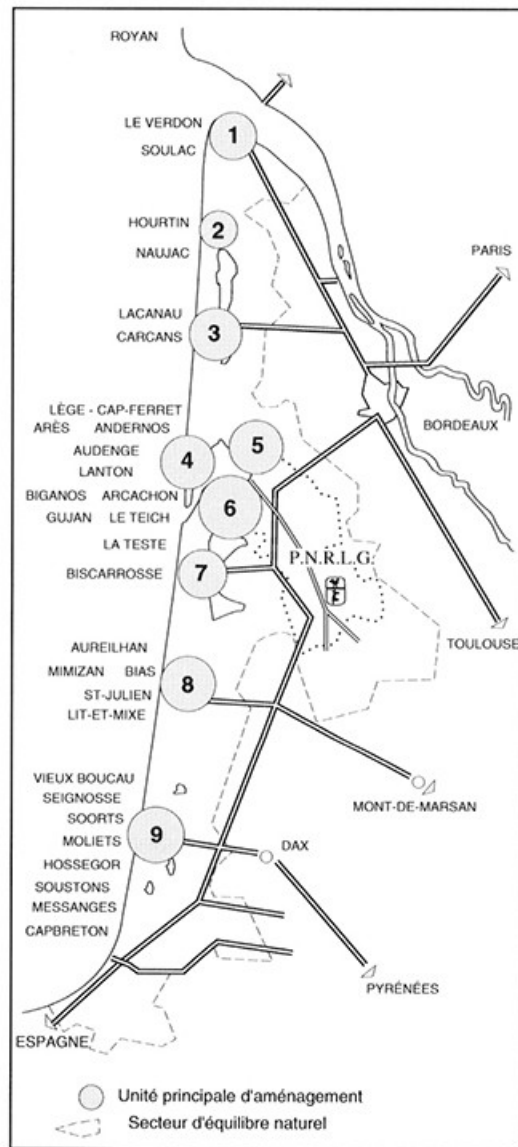 ROYAN
LE VERDON
SOULAC
1
HOURTIN
NAUJAC
2
PARIS
LACANAU
CARCANS
3
LÈGE - CAP-FERRET
ARÈS ANDERNOS
AUDENGE
LANTON
4
5
BORDEAUX
BIGANOS ARCACHON
GUJAN LE TEICH
6
LA TESTE
BISCARROSSE
7
P.N.R.L.G.
TOULOUSE
AUREILHAN
MIMIZAN BIAS
ST-JULIEN
LIT-ET-MIXE
8
MONT-DE-MARSAN
VIEUX BOUCAU
SEIGNOSSE
SOORTS
MOLIETS
9
DAX
HOSSEGOR
SOUSTONS
MESSANGES
CAPBRETON
PYRÉNÉES
ESPAGNE
Unité principale d'aménagement
Secteur d'équilibre naturel